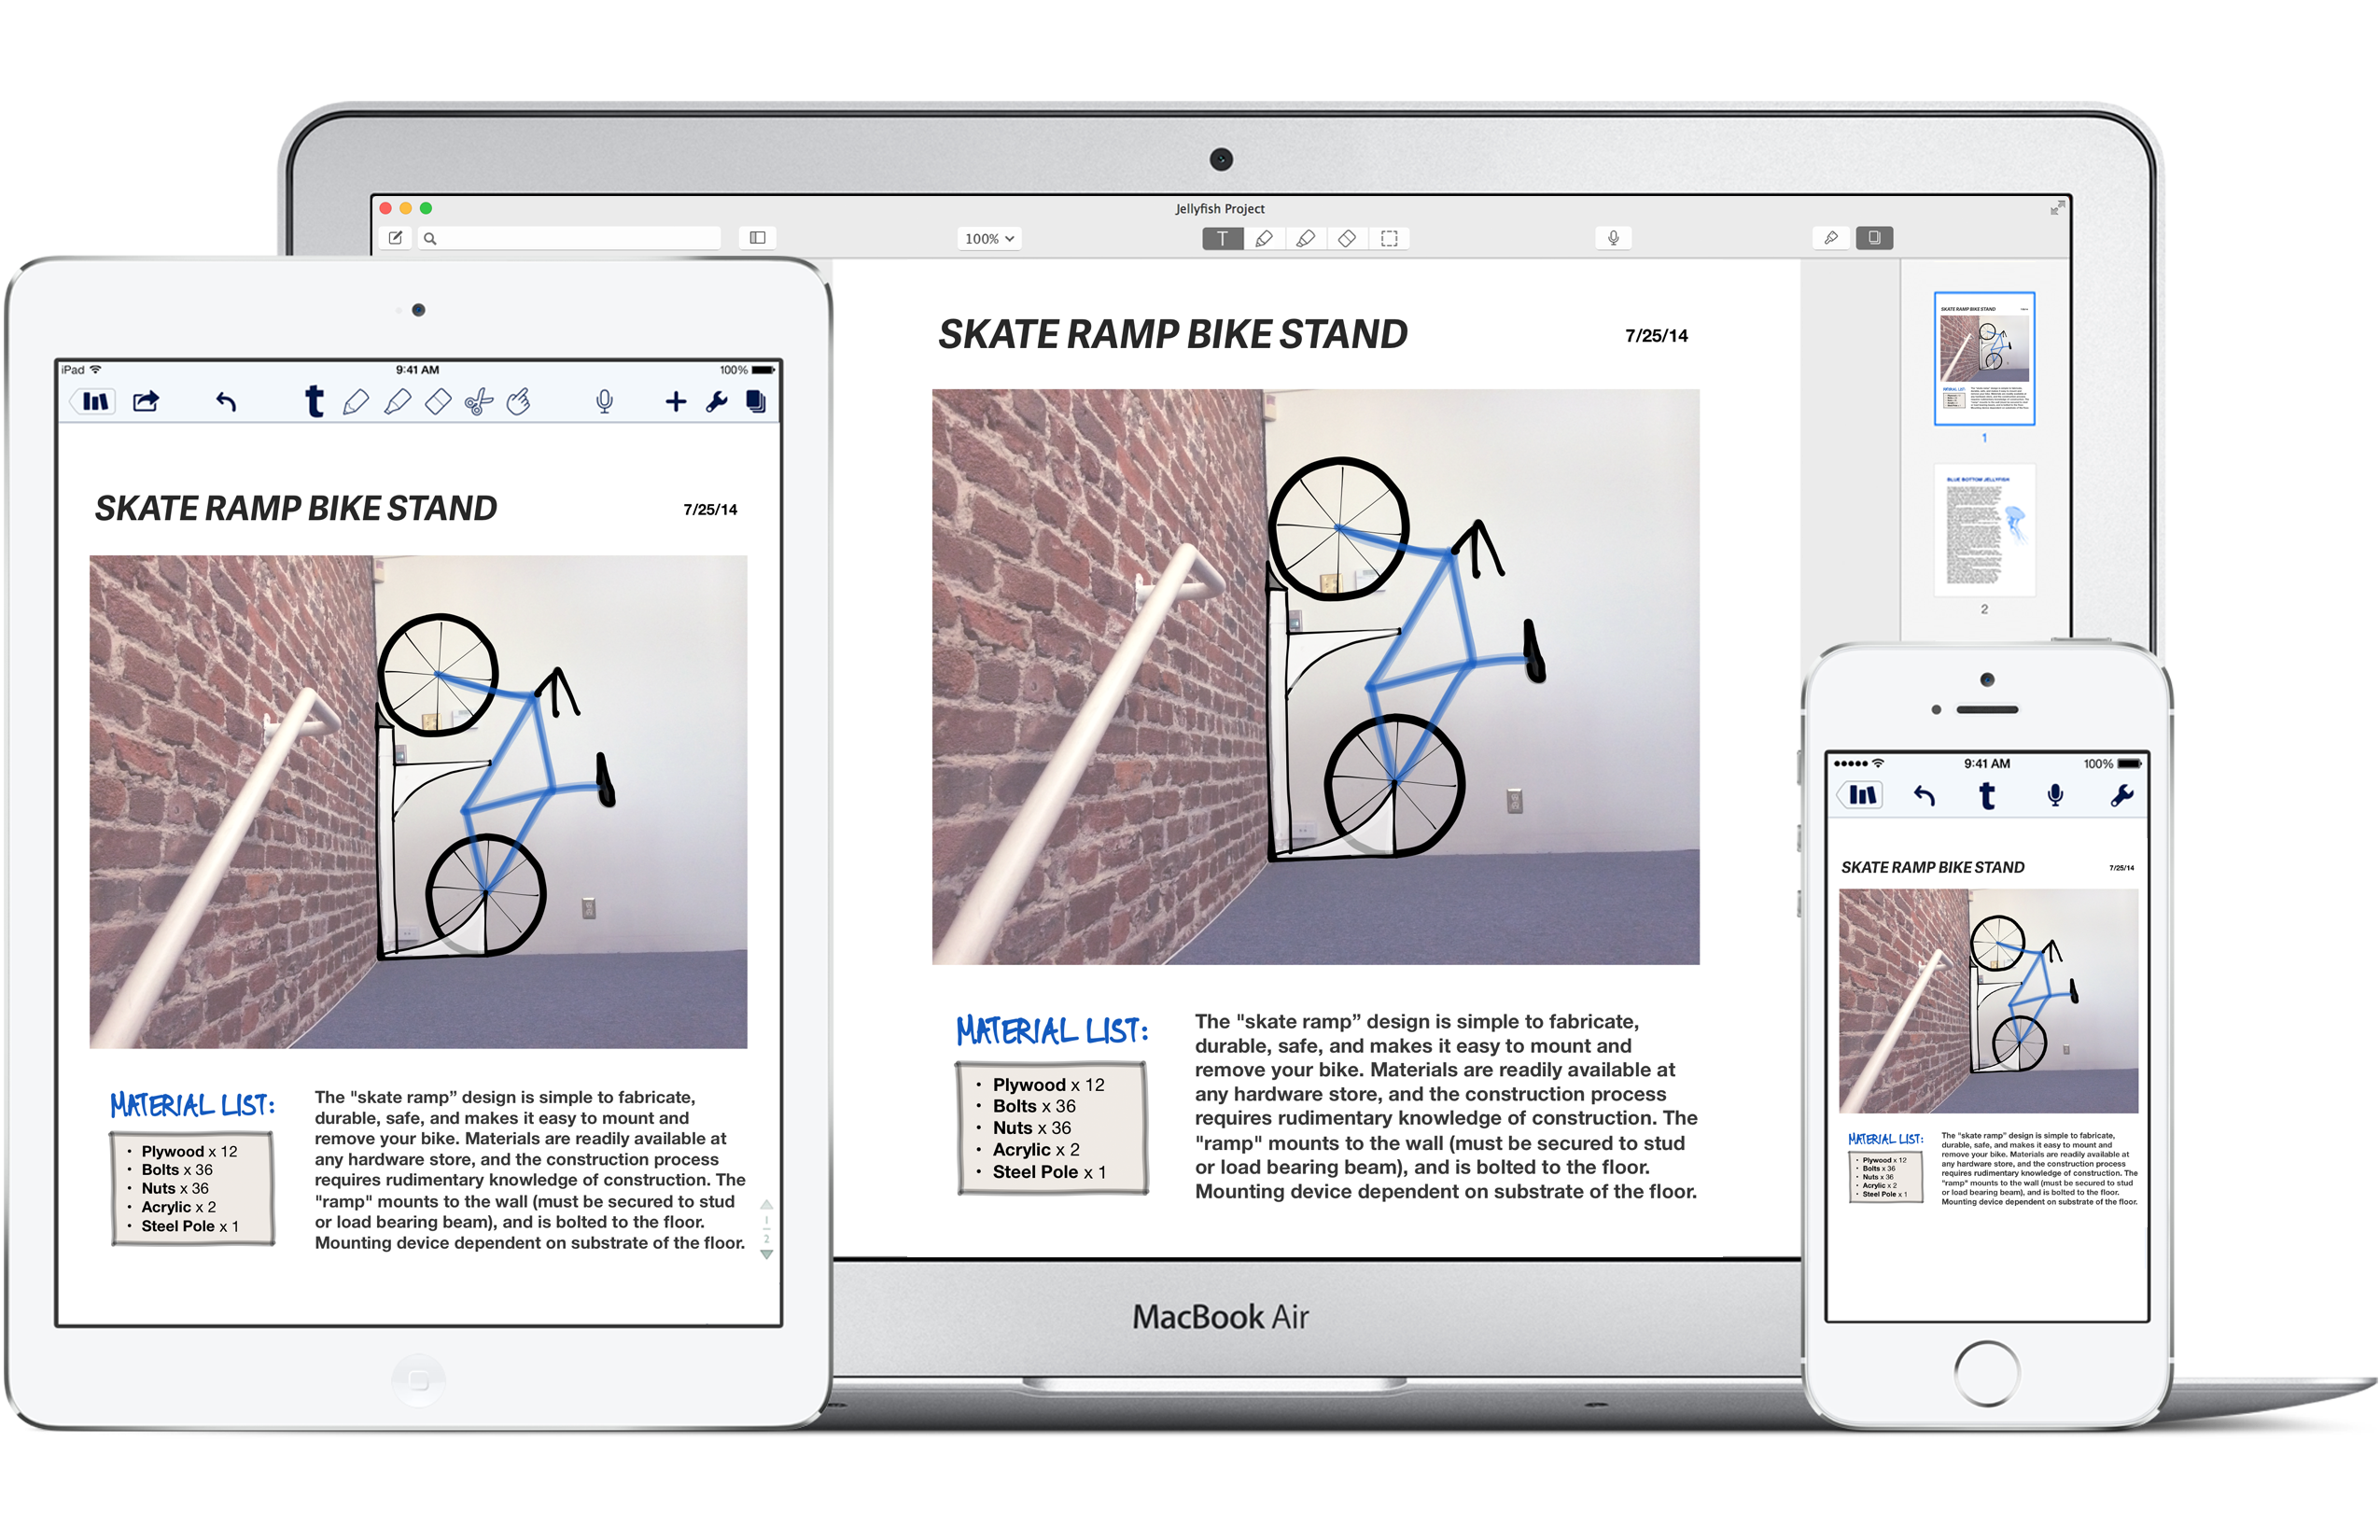 Jellyfish Project
100%
T
SKATE RAMP BIKE STAND
7/25/14
MATERIAL LIST:
• Plywood x 12
• Bolts x 36
• Nuts x 36
• Acrylic x 2
• Steel Pole x 1
The "skate ramp” design is simple to fabricate,
durable, safe, and makes it easy to mount and
remove your bike. Materials are readily available at
any hardware store, and the construction process
requires rudimentary knowledge of construction. The
"ramp" mounts to the wall (must be secured to stud
or load bearing beam), and is bolted to the floor.
Mounting device dependent on substrate of the floor.
SKATE RAMP BIKE STAND
MATERIAL LIST:
1
BLUE BOTTOM JELLYFISH
2
MacBook Air
iPad
9:41 AM
100%
t
SKATE RAMP BIKE STAND
7/25/14
MATERIAL LIST:
• Plywood x 12
• Bolts x 36
• Nuts x 36
• Acrylic x 2
• Steel Pole x 1
The "skate ramp” design is simple to fabricate,
durable, safe, and makes it easy to mount and
remove your bike. Materials are readily available at
any hardware store, and the construction process
requires rudimentary knowledge of construction. The
"ramp" mounts to the wall (must be secured to stud
or load bearing beam), and is bolted to the floor.
Mounting device dependent on substrate of the floor.
1
2
9:41 AM
100%
t
SKATE RAMP BIKE STAND
7/25/14
MATERIAL LIST:
• Plywood x 12
• Bolts x 36
• Nuts x 36
• Acrylic x 2
• Steel Pole x 1
The "skate ramp” design is simple to fabricate,
durable, safe, and makes it easy to mount and
remove your bike. Materials are readily available at
any hardware store, and the construction process
requires rudimentary knowledge of construction. The
"ramp" mounts to the wall (must be secured to stud
or load bearing beam), and is bolted to the floor.
Mounting device dependent on substrate of the floor.